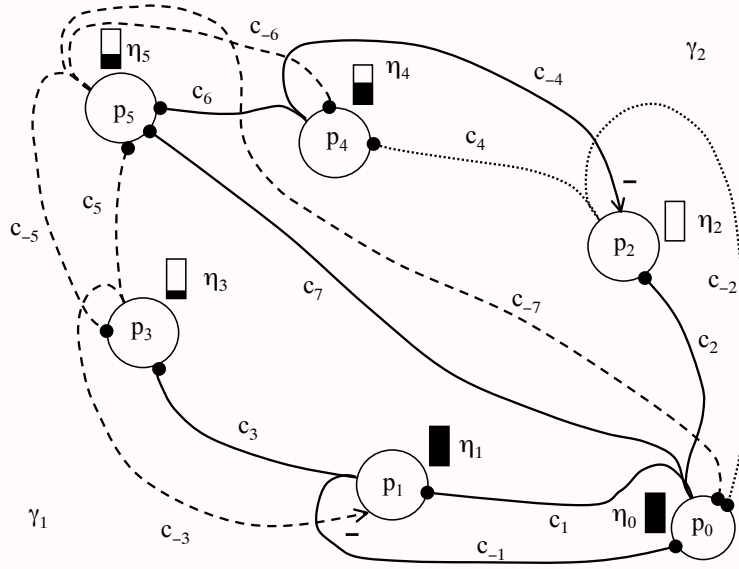 c₋₆
η₅
γ₂
η₄
c₋₄
c₆
p₅
p₄
c₄
–
c₅
η₂
p₂
c₋₅
η₃
c₇
c₋₂
c₋₇
p₃
c₂
c₃
η₁
p₁
η₀
γ₁
c₁
p₀
c₋₃
–
c₋₁